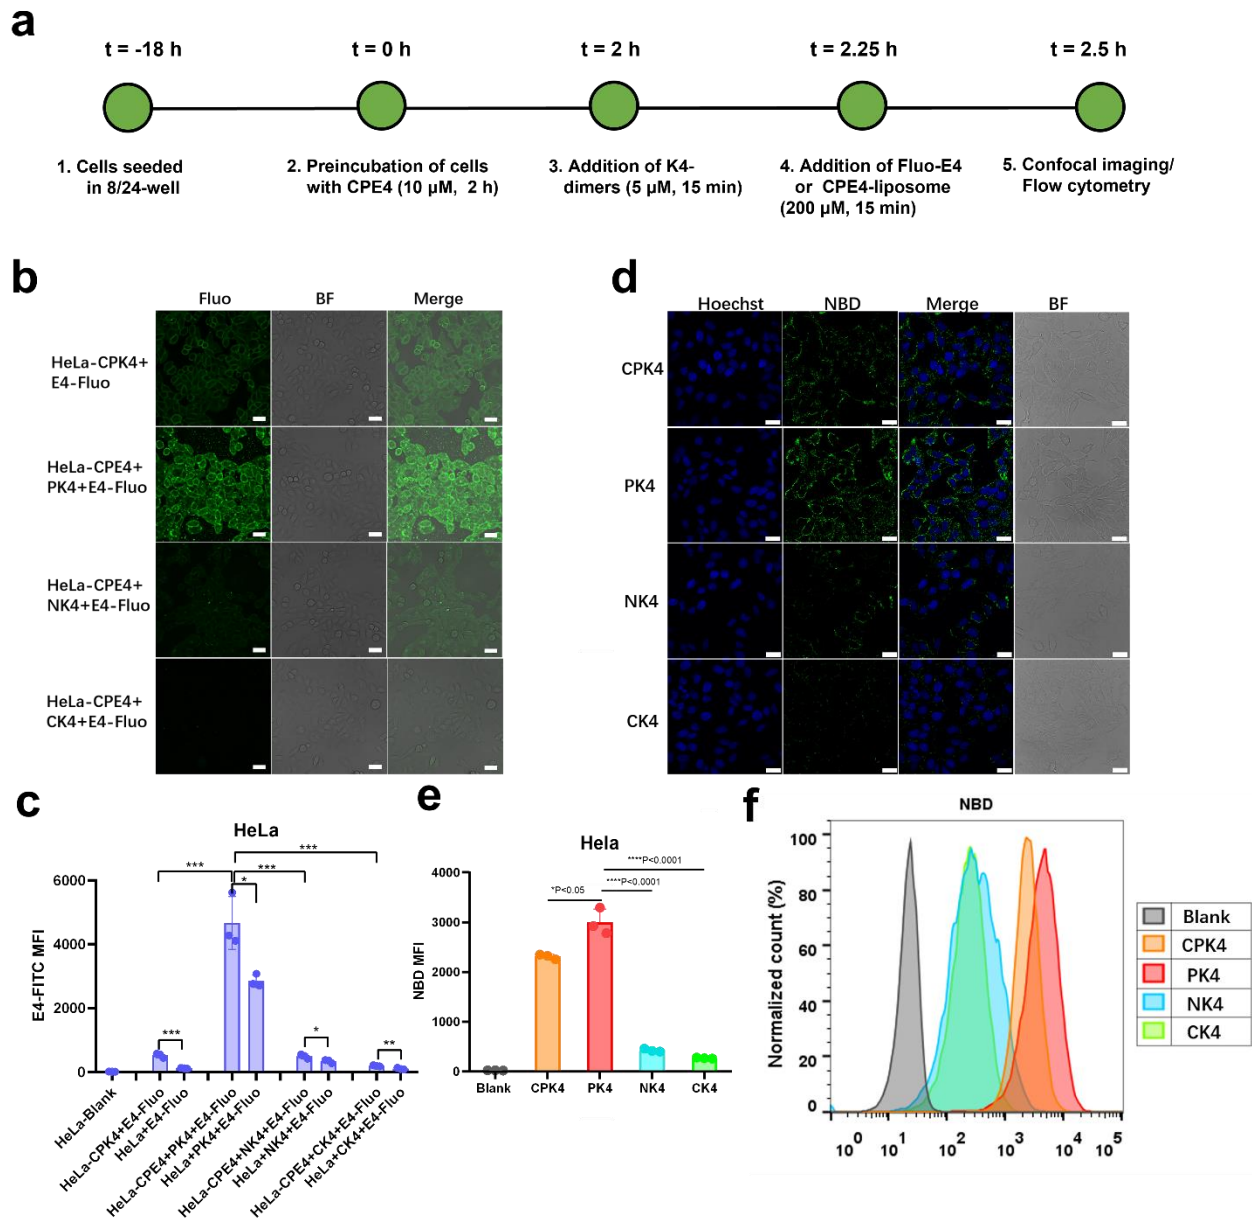 a
t = -18 h
t = 0 h
t = 2 h
t = 2.25 h
t = 2.5 h
1. Cells seeded
in 8/24-well
2. Preincubation of cells
with CPE4 (10 μM, 2 h)
3. Addition of K4-
dimers (5 μM, 15 min)
4. Addition of Fluo-E4
or CPE4-liposome
(200 μM, 15 min)
5. Confocal imaging/
Flow cytometry
b
Fluo
BF
Merge
HeLa-CPK4+
E4-Fluo
HeLa-CPE4+
PK4+E4-Fluo
HeLa-CPE4+
NK4+E4-Fluo
HeLa-CPE4+
CK4+E4-Fluo
d
Hoechst
NBD
Merge
BF
CPK4
PK4
NK4
CK4
c
HeLa
E4-FITC MFI
6000
4000
2000
0
***
***
***
*
***
*
**
HeLa-Blank
HeLa-CPK4+E4-Fluo
HeLa+E4-Fluo
HeLa-CPE4+PK4+E4-Fluo
HeLa+PK4+E4-Fluo
HeLa-CPE4+NK4+E4-Fluo
HeLa+NK4+E4-Fluo
HeLa-CPE4+CK4+E4-Fluo
HeLa+CK4+E4-Fluo
e
Hela
NBD MFI
4000
3000
2000
1000
0
*P<0.05
****P<0.0001
****P<0.0001
Blank
CPK4
PK4
NK4
CK4
f
NBD
Normalized count (%)
100
80
60
40
20
0
10^0
10^1
10^2
10^3
10^4
10^5
Blank
CPK4
PK4
NK4
CK4